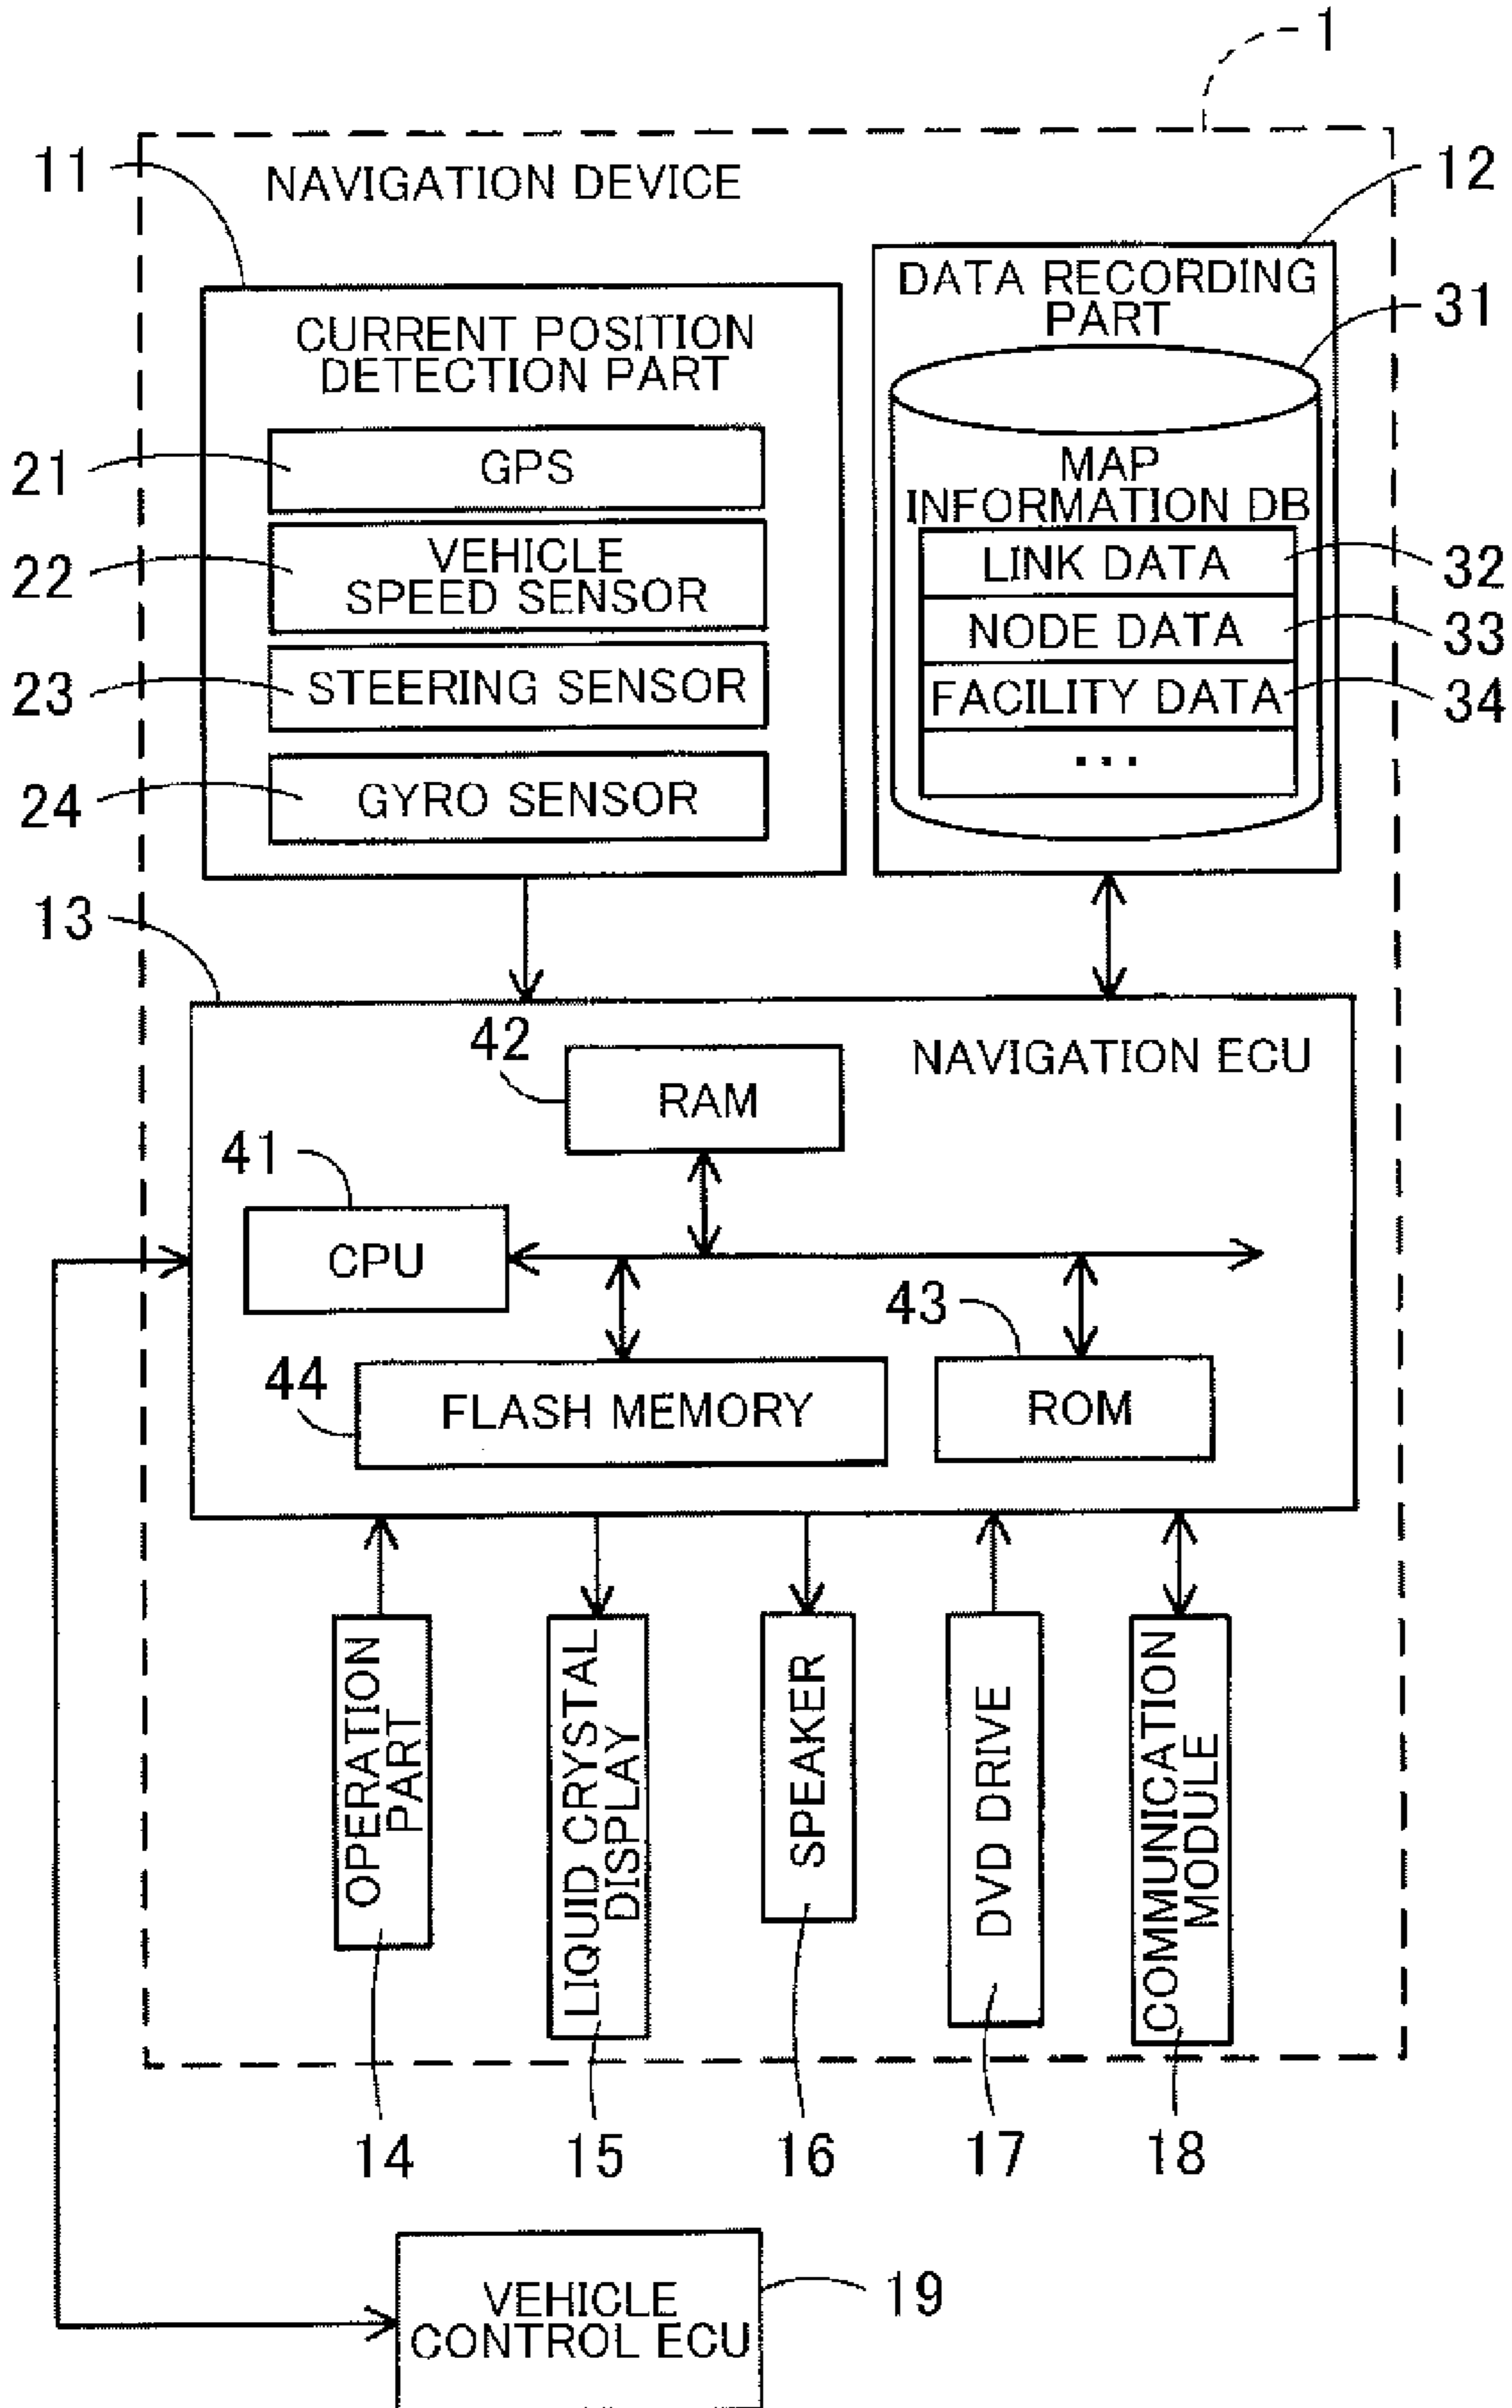 1
11
NAVIGATION DEVICE
12
DATA RECORDING
PART
31
CURRENT POSITION
DETECTION PART
21
GPS
MAP
INFORMATION DB
22
VEHICLE
SPEED SENSOR
LINK DATA
32
NODE DATA
33
23
STEERING SENSOR
FACILITY DATA
34
...
24
GYRO SENSOR
13
42
RAM
NAVIGATION ECU
41
CPU
43
44
FLASH MEMORY
ROM
OPERATION
PART
LIQUID CRYSTAL
DISPLAY
SPEAKER
DVD DRIVE
COMMUNICATION
MODULE
14
15
16
17
18
VEHICLE
CONTROL ECU
19